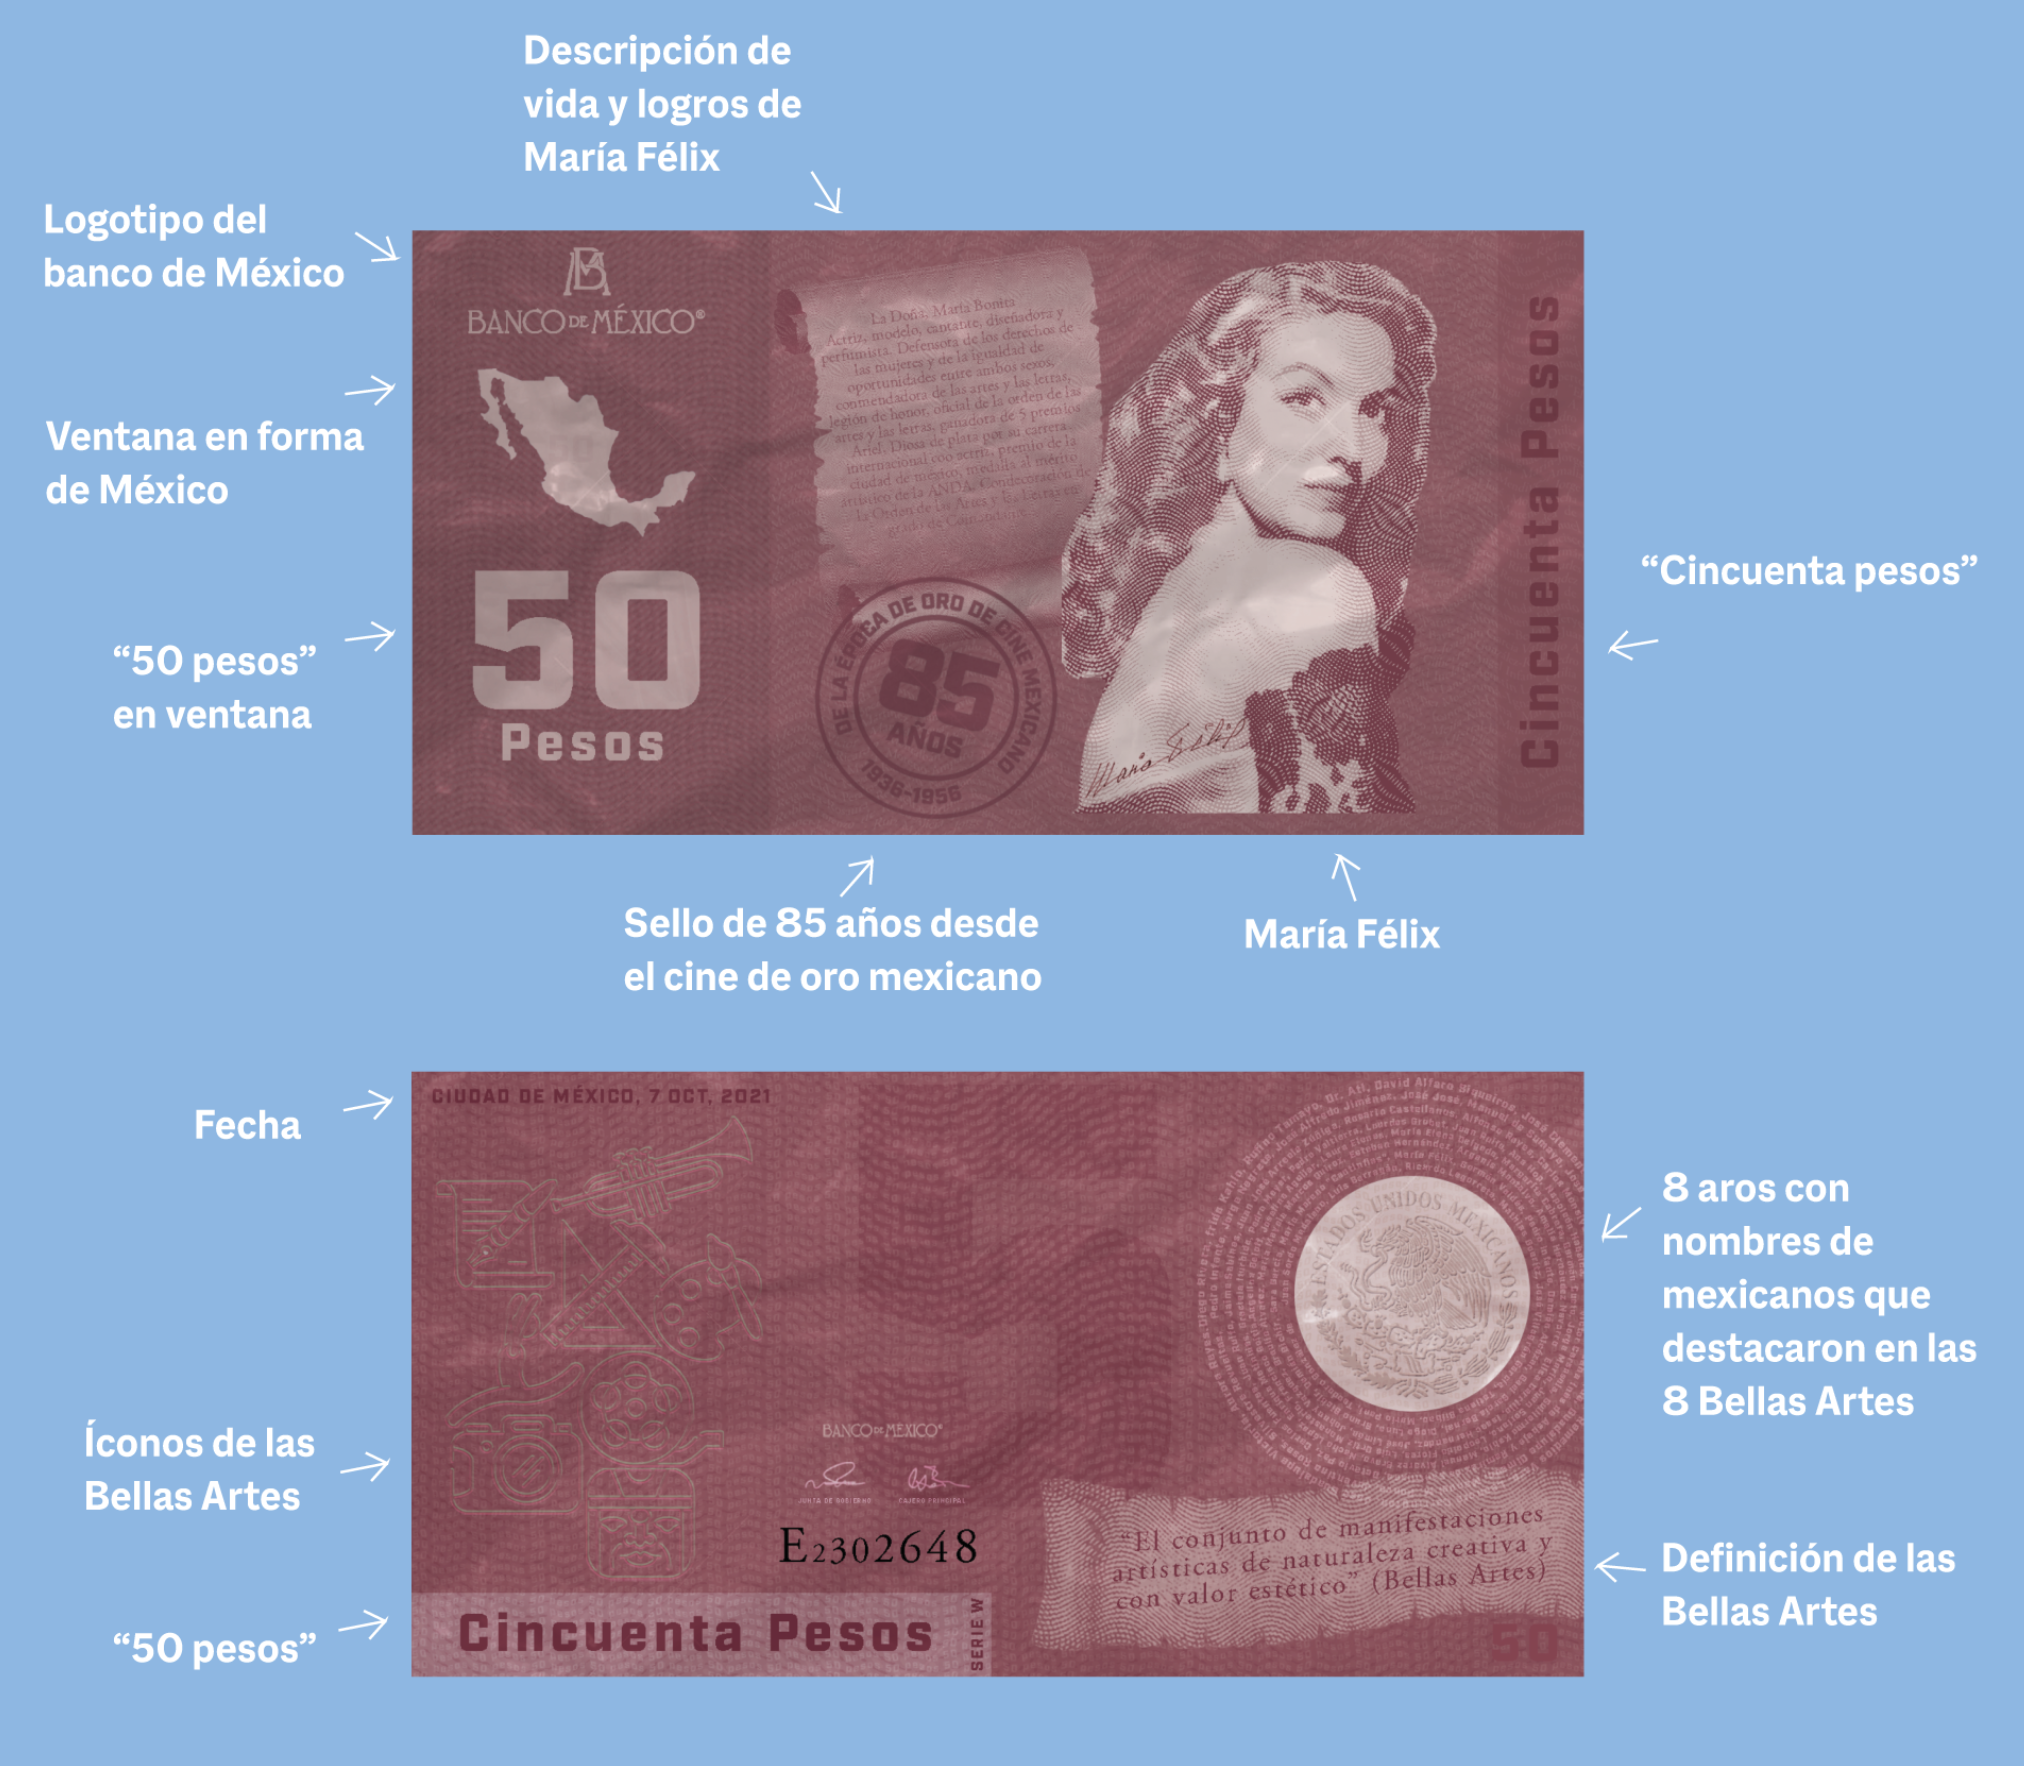 Descripción de
vida y logros de
María Félix
Logotipo del
banco de México
Ventana en forma
de México
“50 pesos”
en ventana
BANCO DE MÉXICO®
50
Pesos
La Doña, María Bonita
Actriz, modelo, cantante, diseñadora y
perfumista. Defensora de los derechos de
las mujeres y de la igualdad de
oportunidades entre ambos sexos,
conmendadora de las artes y las letras,
legión de honor, oficial de la orden de las
artes y las letras, ganadora de 5 premios
Ariel, Diosa de plata por su carrera
internacional coo actriz, premio de la
ciudad de méxico, medalla al mérito
artístico de la ANDA, Condecoración de
la Orden de las Artes y las Letras en
grado de
DE LA ÉPOCA DE ORO DE CINE MEXICANO
85
AÑOS
1936-1956
María Félix
Cincuenta Pesos
“Cincuenta pesos”
Sello de 85 años desde
el cine de oro mexicano
María Félix
Fecha
Íconos de las
Bellas Artes
“50 pesos”
CIUDAD DE MÉXICO, 7 OCT, 2021
ESTADOS UNIDOS MEXICANOS
BANCO DE MÉXICO®
JUNTA DE GOBIERNO CAJERO PRINCIPAL
E2302648
Cincuenta Pesos
SERIE W
“El conjunto de manifestaciones
artísticas de naturaleza creativa y
con valor estético” (Bellas Artes)
50
8 aros con
nombres de
mexicanos que
destacaron en las
8 Bellas Artes
Definición de las
Bellas Artes